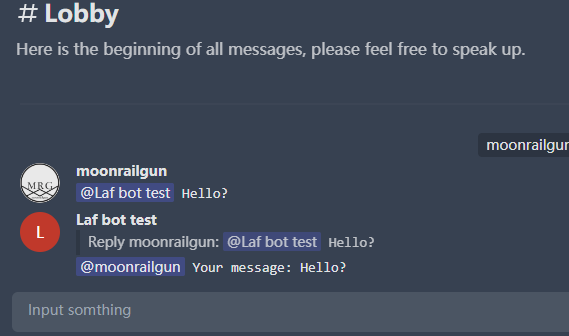 # Lobby
Here is the beginning of all messages, please feel free to speak up.
moonrailgun
MRG
moonrailgun
@Laf bot test Hello?
L
Laf bot test
Reply moonrailgun: @Laf bot test Hello?
@moonrailgun Your message: Hello?
Input somthing